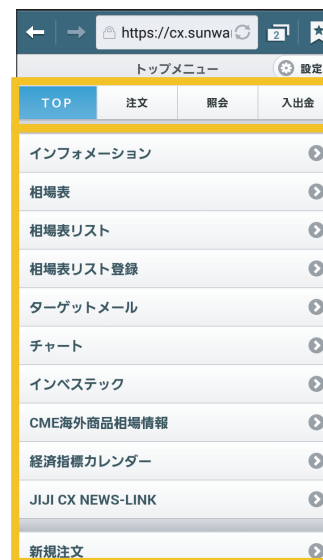 https://cx.sunwa
2
トップメニュー
設定
TOP 注文 照会 入出金
インフォメーション
相場表
相場表リスト
相場表リスト登録
ターゲットメール
チャート
インベステック
CME海外商品相場情報
経済指標カレンダー
JIJI CX NEWS-LINK
新規注文